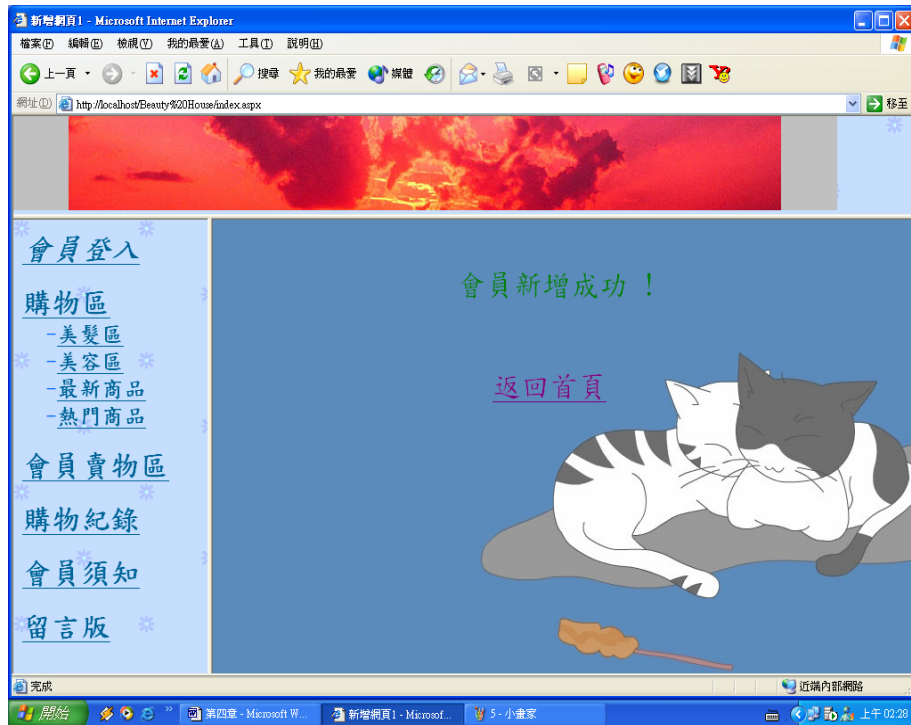 新增網頁1 - Microsoft Internet Explorer
檔案(F) 編輯(E) 檢視(V) 我的最愛(A) 工具(T) 說明(H)
上一頁 搜尋 我的最愛 媒體
網址(D) http://localhost/Beauty%20House/index.aspx 移至
會員登入
購物區
-美髮區
-美容區
-最新商品
-熱門商品
會員賣物區
購物紀錄
會員須知
留言版
會員新增成功 !
返回首頁
完成 近端內部網路
開始 第四章 - Microsoft W... 新增網頁1 - Microsof... 5 - 小畫家 上午 02:28